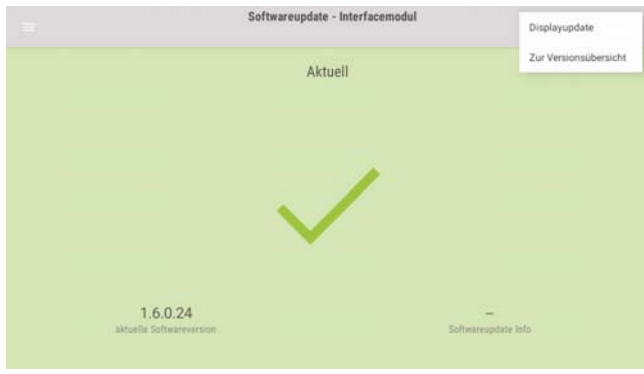 Softwareupdate - Interfacemodul
Displayupdate
Zur Versionsübersicht
Aktuell
1.6.0.24
aktuelle Softwareversion
–
Softwareupdate Info